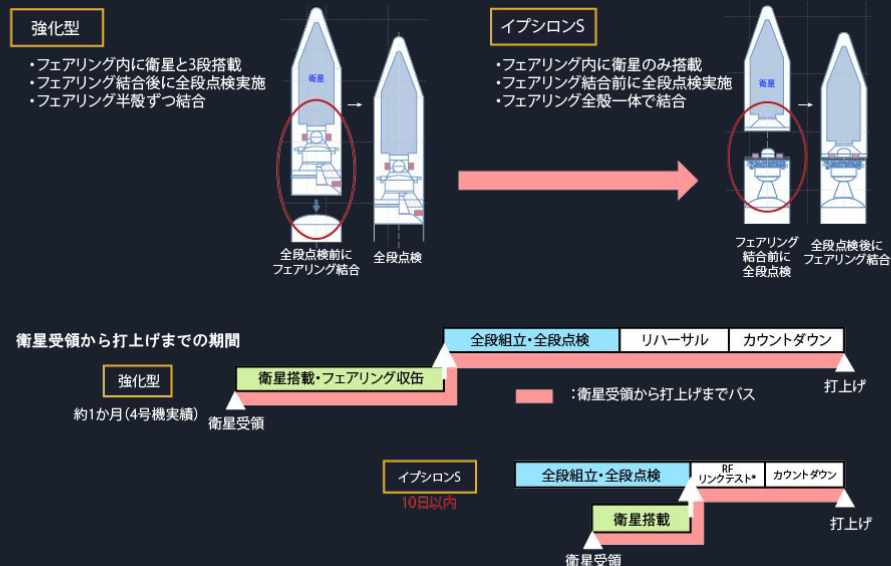 強化型
・フェアリング内に衛星と3段搭載
・フェアリング結合後に全段点検実施
・フェアリング半殻ずつ結合
衛星
全段点検前に
フェアリング結合
全段点検
イプシロンS
・フェアリング内に衛星のみ搭載
・フェアリング結合前に全段点検実施
・フェアリング全殻一体で結合
衛星
フェアリング
結合前に
全段点検
全段点検後に
フェアリング結合
衛星受領から打上げまでの期間
強化型
約1か月(4号機実績)
全段組立・全段点検
リハーサル
カウントダウン
衛星搭載・フェアリング収缶
衛星受領
:衛星受領から打上げまでバス
打上げ
イプシロンS
10日以内
全段組立・全段点検
RF
リンクテスト*
カウントダウン
衛星搭載
衛星受領
打上げ